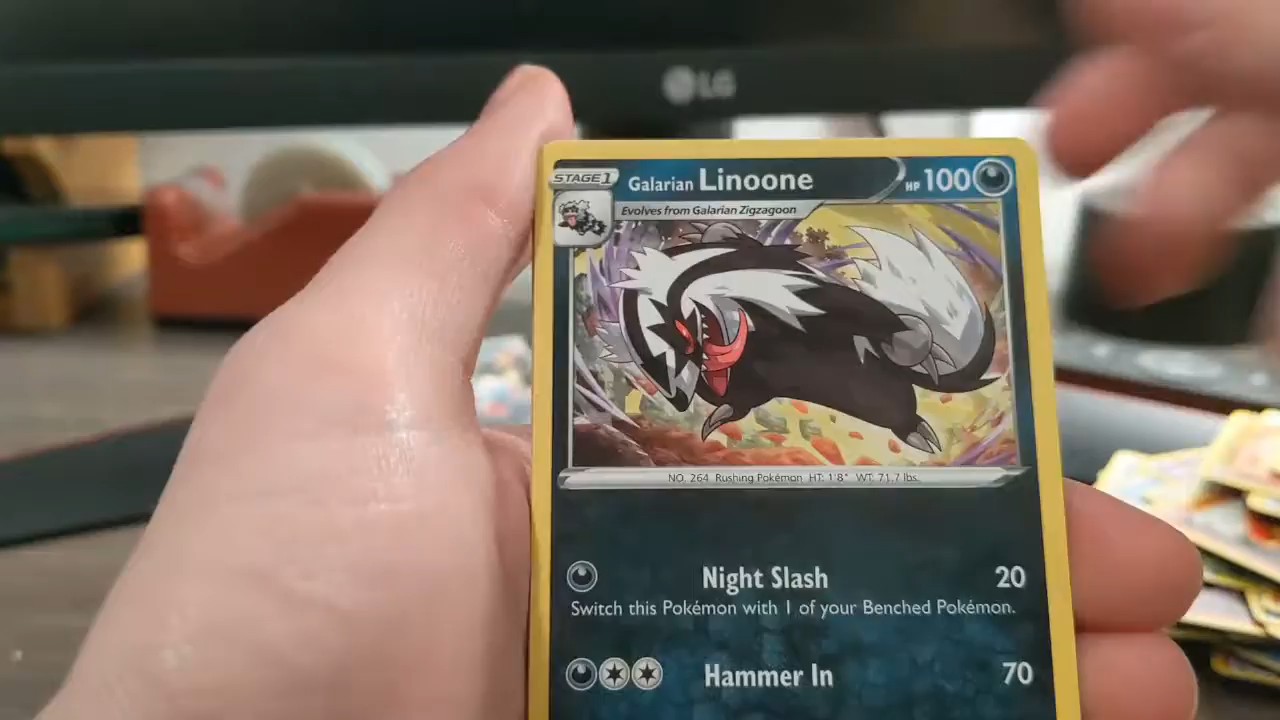 LG
STAGE 1
Galarian Linoone
HP 100
Evolves from Galarian Zigzagoon
NO. 264 Rushing Pokémon HT: 1'8" WT: 71.7 lbs.
Night Slash 20
Switch this Pokémon with 1 of your Benched Pokémon.
Hammer In 70